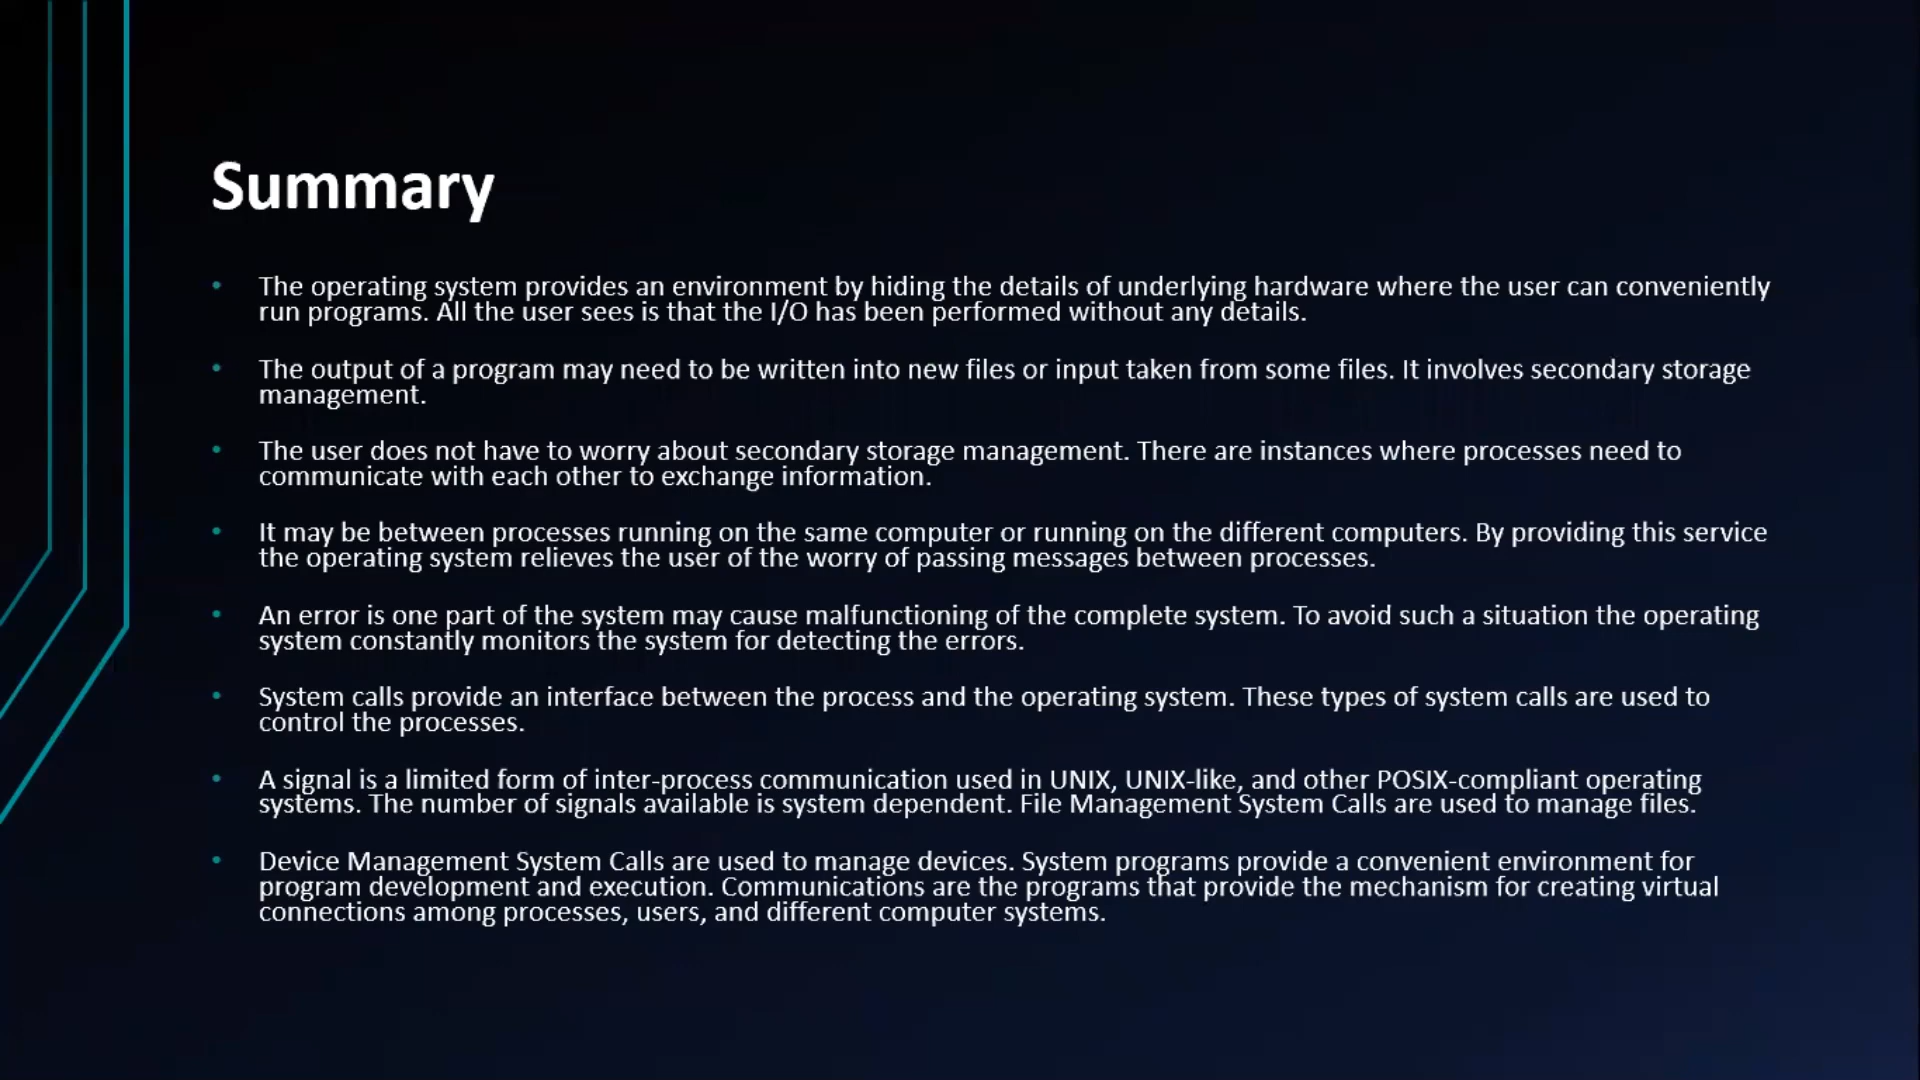 Summary
• The operating system provides an environment by hiding the details of underlying hardware where the user can conveniently
run programs. All the user sees is that the I/O has been performed without any details.
• The output of a program may need to be written into new files or input taken from some files. It involves secondary storage
management.
• The user does not have to worry about secondary storage management. There are instances where processes need to
communicate with each other to exchange information.
• It may be between processes running on the same computer or running on the different computers. By providing this service
the operating system relieves the user of the worry of passing messages between processes.
• An error is one part of the system may cause malfunctioning of the complete system. To avoid such a situation the operating
system constantly monitors the system for detecting the errors.
• System calls provide an interface between the process and the operating system. These types of system calls are used to
control the processes.
• A signal is a limited form of inter-process communication used in UNIX, UNIX-like, and other POSIX-compliant operating
systems. The number of signals available is system dependent. File Management System Calls are used to manage files.
• Device Management System Calls are used to manage devices. System programs provide a convenient environment for
program development and execution. Communications are the programs that provide the mechanism for creating virtual
connections among processes, users, and different computer systems.